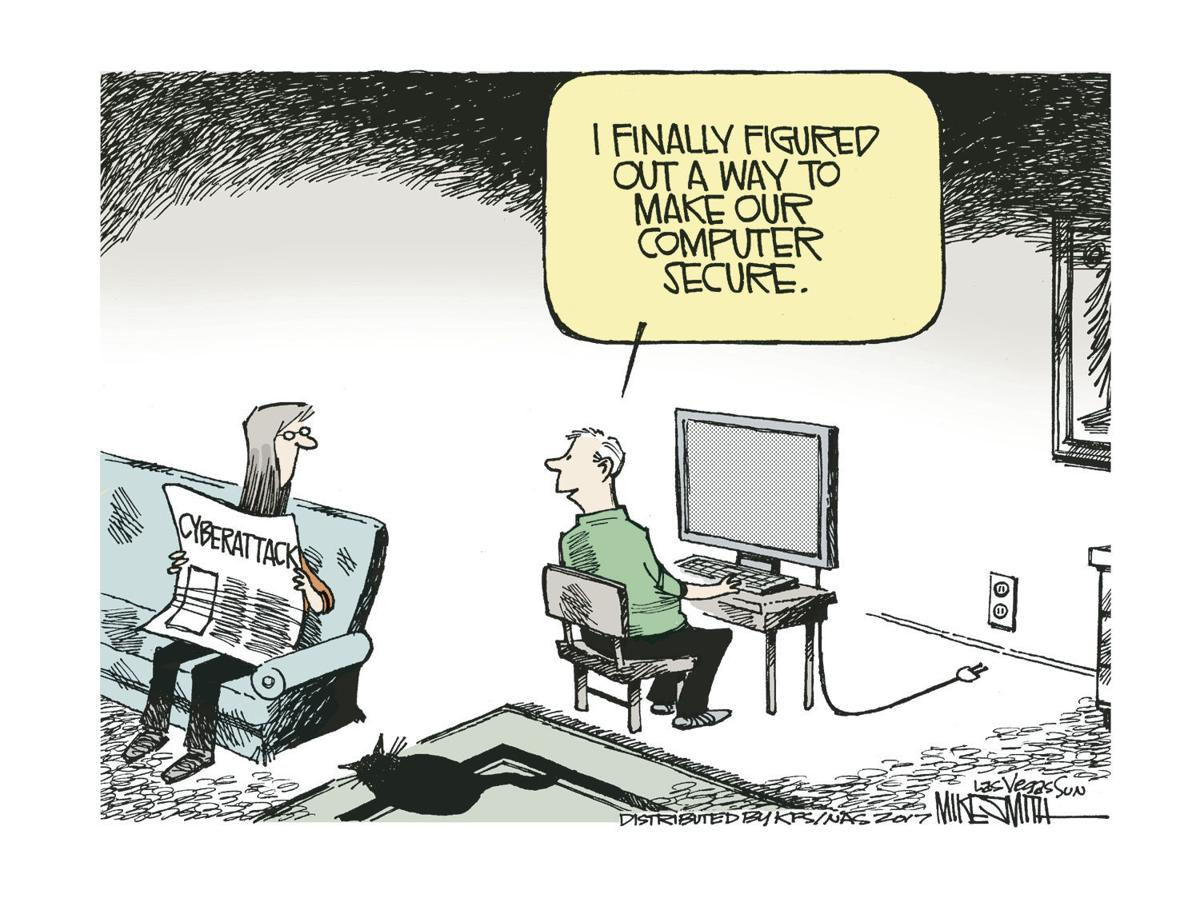 I FINALLY FIGURED
OUT A WAY TO
MAKE OUR
COMPUTER
SECURE.
CYBERATTACK
LAS VEGAS SUN
DISTRIBUTED BY KFS/NAS 2017 MIKE SMITH